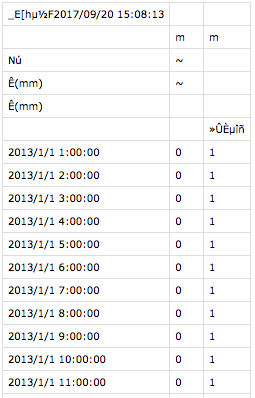 _E[hµ½F2017/09/20 15:08:13
m m
Nú ~
Ê(mm) ~
Ê(mm)
»ÛÈµîñ
2013/1/1 1:00:00 0 1
2013/1/1 2:00:00 0 1
2013/1/1 3:00:00 0 1
2013/1/1 4:00:00 0 1
2013/1/1 5:00:00 0 1
2013/1/1 6:00:00 0 1
2013/1/1 7:00:00 0 1
2013/1/1 8:00:00 0 1
2013/1/1 9:00:00 0 1
2013/1/1 10:00:00 0 1
2013/1/1 11:00:00 0 1